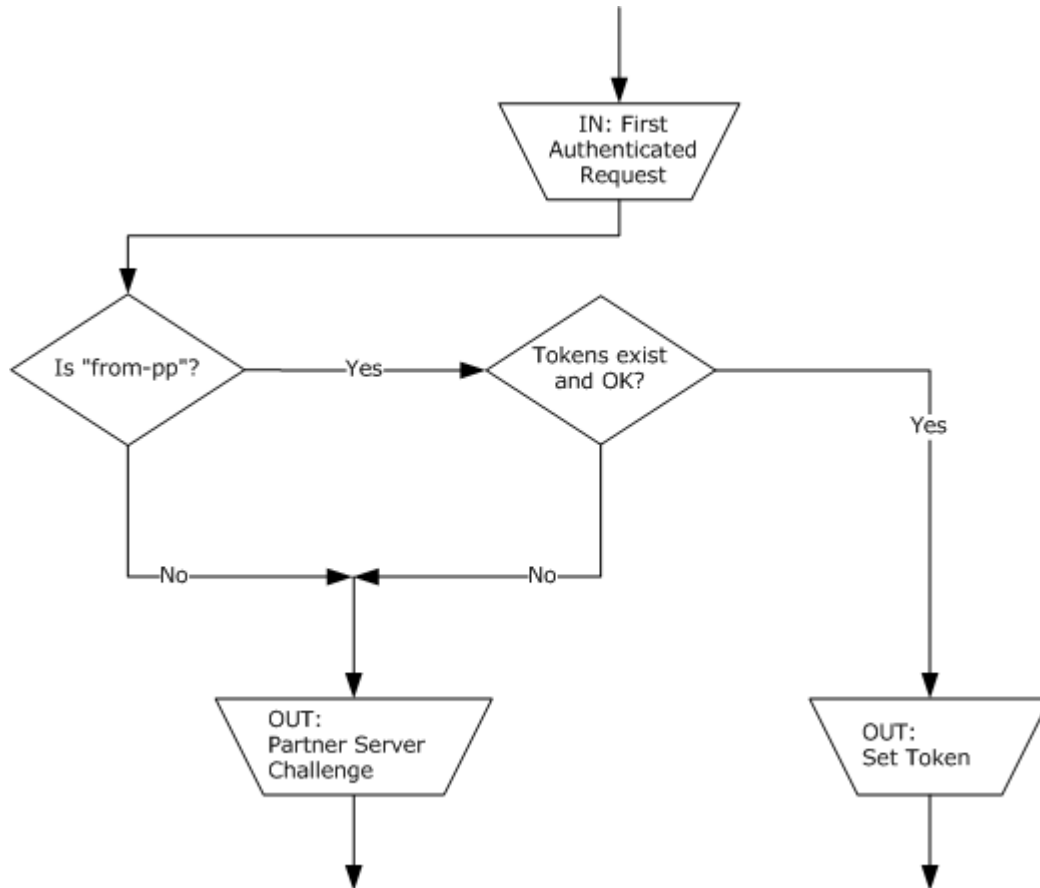 IN: First
Authenticated
Request
Is "from-pp"?
Yes
Tokens exist
and OK?
Yes
No
No
OUT:
Partner Server
Challenge
OUT:
Set Token